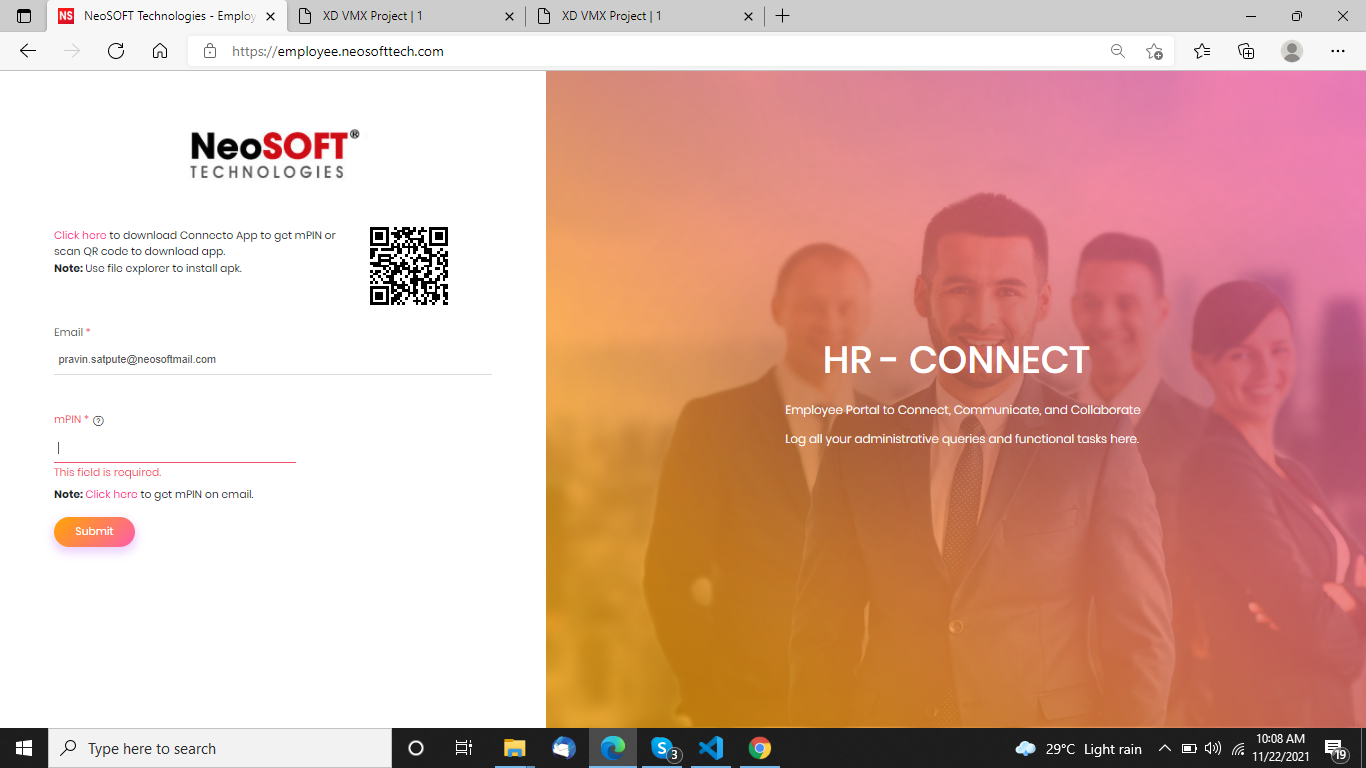 NS NeoSOFT Technologies - Employ
XD VMX Project | 1
XD VMX Project | 1
https://employee.neosofttech.com
NeoSOFT®
TECHNOLOGIES
Click here to download Connecto App to get mPIN or
scan QR code to download app.
Note: Use file explorer to install apk.
Email *
pravin.satpute@neosoftmail.com
mPIN * ?
This field is required.
Note: Click here to get mPIN on email.
Submit
HR - CONNECT
Employee Portal to Connect, Communicate, and Collaborate
Log all your administrative queries and functional tasks here.
Type here to search
3
29°C Light rain
10:08 AM
11/22/2021
19